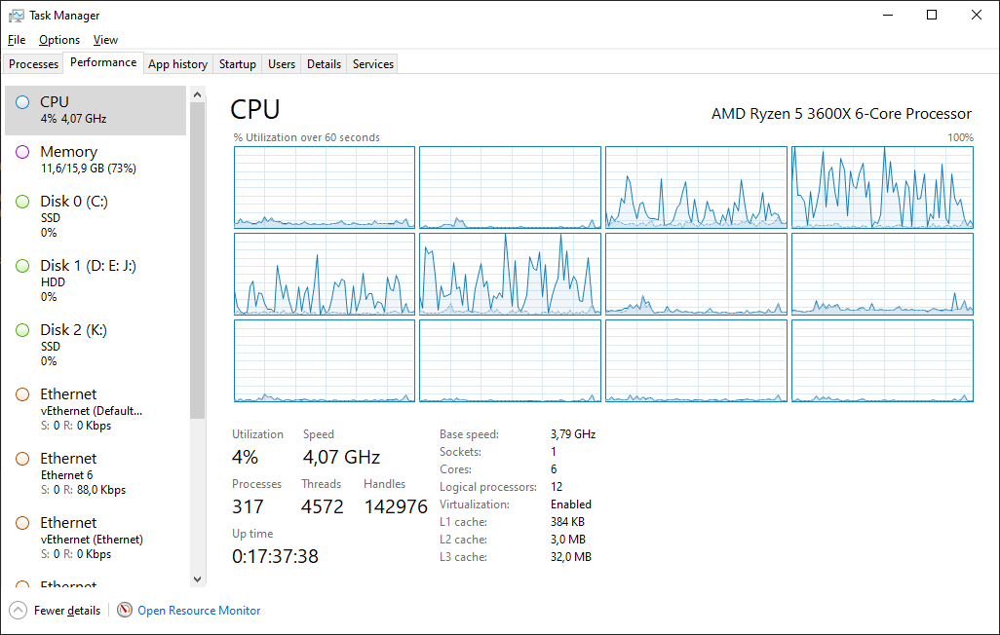 Task Manager
File Options View
Processes Performance App history Startup Users Details Services
CPU
4% 4,07 GHz
Memory
11,6/15,9 GB (73%)
Disk 0 (C:)
SSD
0%
Disk 1 (D: E: J:)
HDD
0%
Disk 2 (K:)
SSD
0%
Ethernet
vEthernet (Default...
S: 0 R: 0 Kbps
Ethernet
Ethernet 6
S: 0 R: 88,0 Kbps
Ethernet
vEthernet (Ethernet)
S: 0 R: 0 Kbps
Ethernet
CPU
AMD Ryzen 5 3600X 6-Core Processor
% Utilization over 60 seconds
100%
Utilization Speed
4% 4,07 GHz
Processes Threads Handles
317 4572 142976
Up time
0:17:37:38
Base speed: 3,79 GHz
Sockets: 1
Cores: 6
Logical processors: 12
Virtualization: Enabled
L1 cache: 384 KB
L2 cache: 3,0 MB
L3 cache: 32,0 MB
Fewer details
Open Resource Monitor